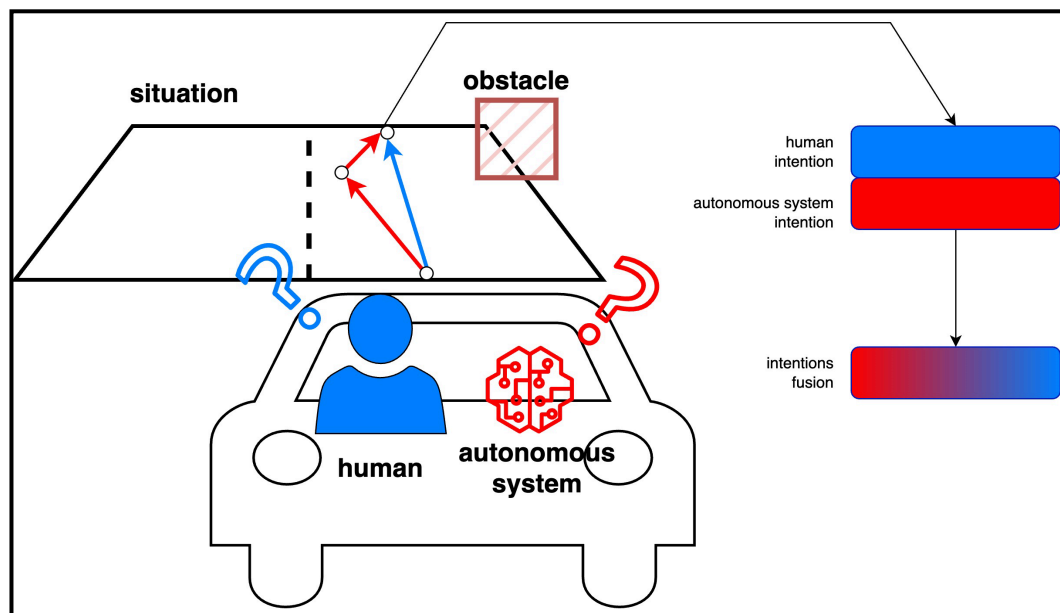 situation
obstacle
human
intention
autonomous system
intention
intentions
fusion
human
autonomous
system